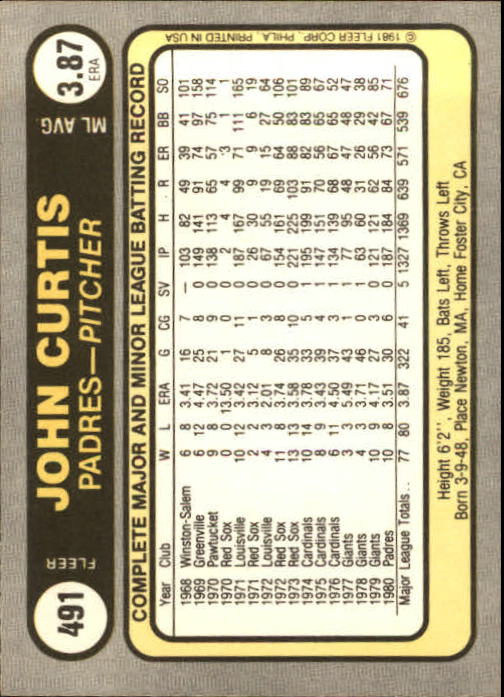 491
FLEER
JOHN CURTIS
PADRES—PITCHER
3.87
ML AVG. ERA
COMPLETE MAJOR AND MINOR LEAGUE BATTING RECORD
Year Club W L ERA G CG SV IP H R ER BB SO
1968 Winston-Salem 6 8 3.41 16 7 — 103 82 49 39 41 101
1969 Greenville 6 12 4.47 25 8 0 149 141 91 74 97 158
1970 Pawtucket 9 8 3.72 21 9 0 138 113 65 57 75 114
1970 Red Sox 0 0 13.50 1 0 0 2 4 4 3 1 1
1971 Louisville 10 12 3.42 27 11 1 187 167 99 71 111 165
1971 Red Sox 2 2 3.12 5 1 0 26 30 9 9 6 19
1972 Louisville 4 3 2.01 8 3 0 67 55 19 15 27 64
1972 Red Sox 11 8 3.74 26 8 0 154 161 69 64 50 106
1973 Red Sox 13 13 3.58 35 10 0 221 225 103 88 83 101
1974 Cardinals 10 14 3.78 33 5 1 195 199 91 82 83 89
1975 Cardinals 8 9 3.43 39 4 1 147 151 70 56 65 67
1976 Cardinals 6 11 4.50 37 3 1 134 139 68 67 65 52
1977 Giants 3 3 5.49 43 1 1 77 95 48 47 48 47
1978 Giants 4 3 3.71 46 0 1 63 60 31 26 29 38
1979 Giants 10 9 4.17 27 3 0 121 121 62 56 42 85
1980 Padres 10 8 3.51 30 6 0 187 184 84 73 67 71
Major League Totals.. 77 80 3.87 322 41 5 1327 1369 639 571 539 676
Height 6'2'', Weight 185, Bats Left, Throws Left
Born 3-9-48, Place Newton, MA, Home Foster City, CA
© 1981 FLEER CORP., PHILA., PRINTED IN USA